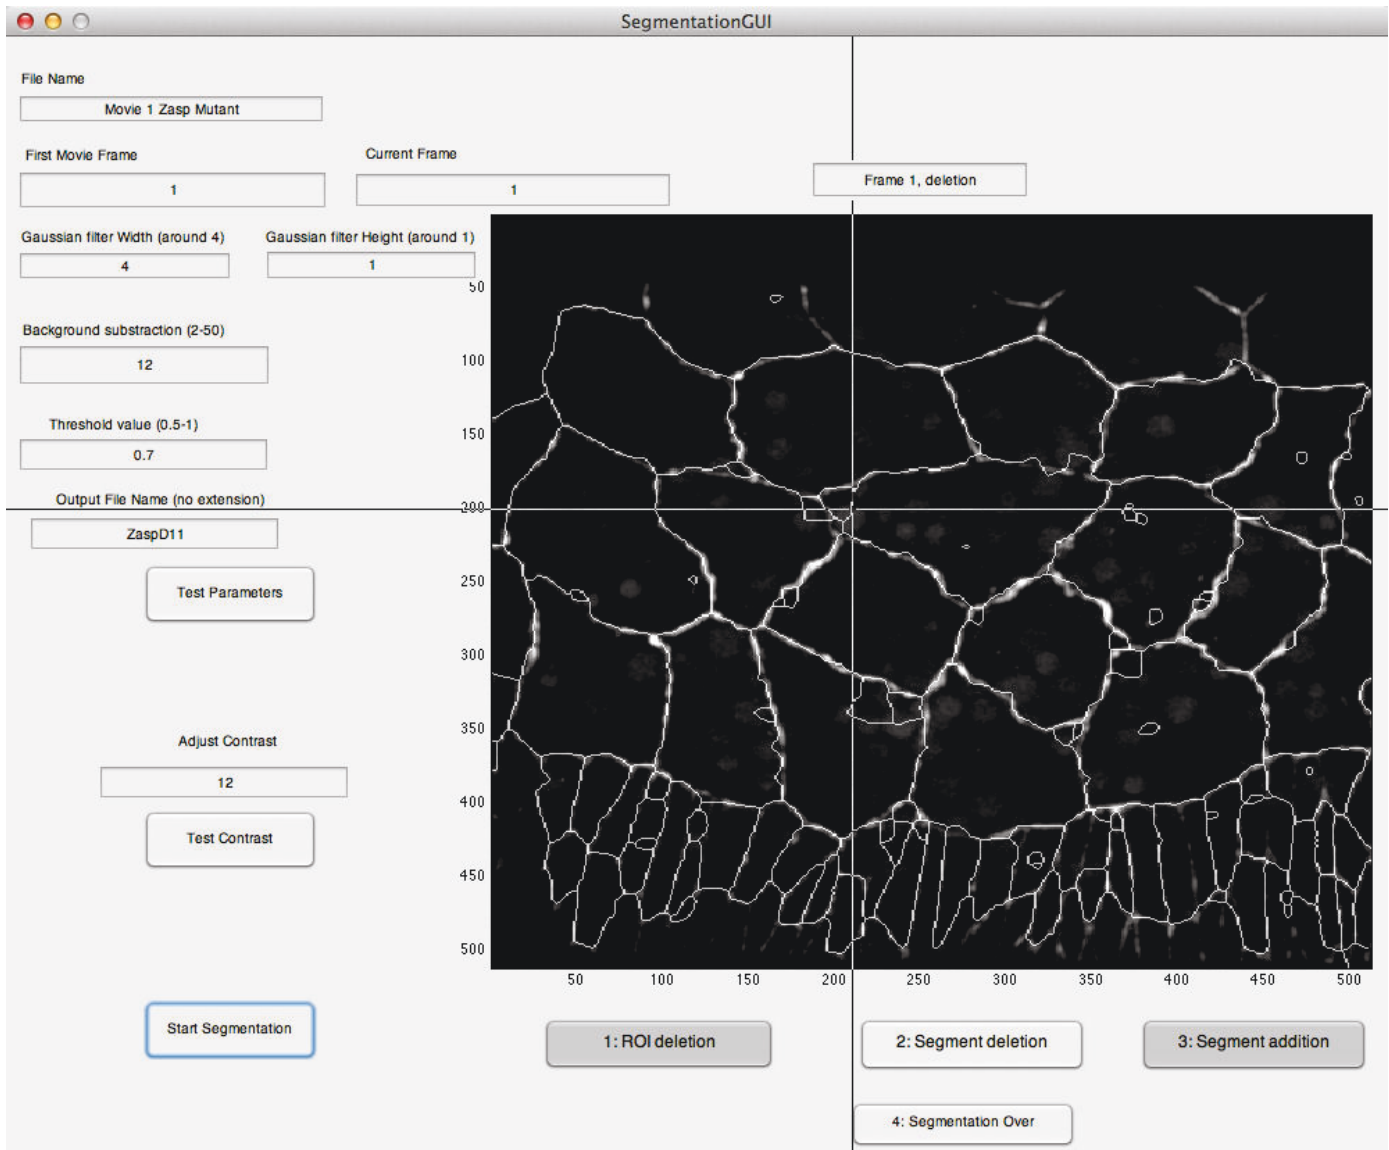 SegmentationGUI
File Name
Movie 1 Zasp Mutant
First Movie Frame
Current Frame
1
1
Frame 1, deletion
Gaussian filter Width (around 4)
Gaussian filter Height (around 1)
4
1
Background substraction (2-50)
12
Threshold value (0.5-1)
0.7
Output File Name (no extension)
ZaspD11
Test Parameters
Adjust Contrast
12
Test Contrast
Start Segmentation
50
100
150
200
250
300
350
400
450
500
50 100 150 200 250 300 350 400 450 500
1: ROI deletion
2: Segment deletion
3: Segment addition
4: Segmentation Over